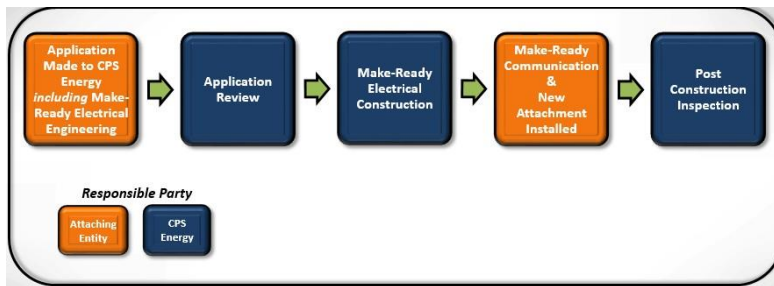 Application
Made to CPS
Energy
including Make-
Ready Electrical
Engineering
Application
Review
Make-Ready
Electrical
Construction
Make-Ready
Communication
&
New
Attachment
Installed
Post
Construction
Inspection
Responsible Party
Attaching
Entity
CPS
Energy